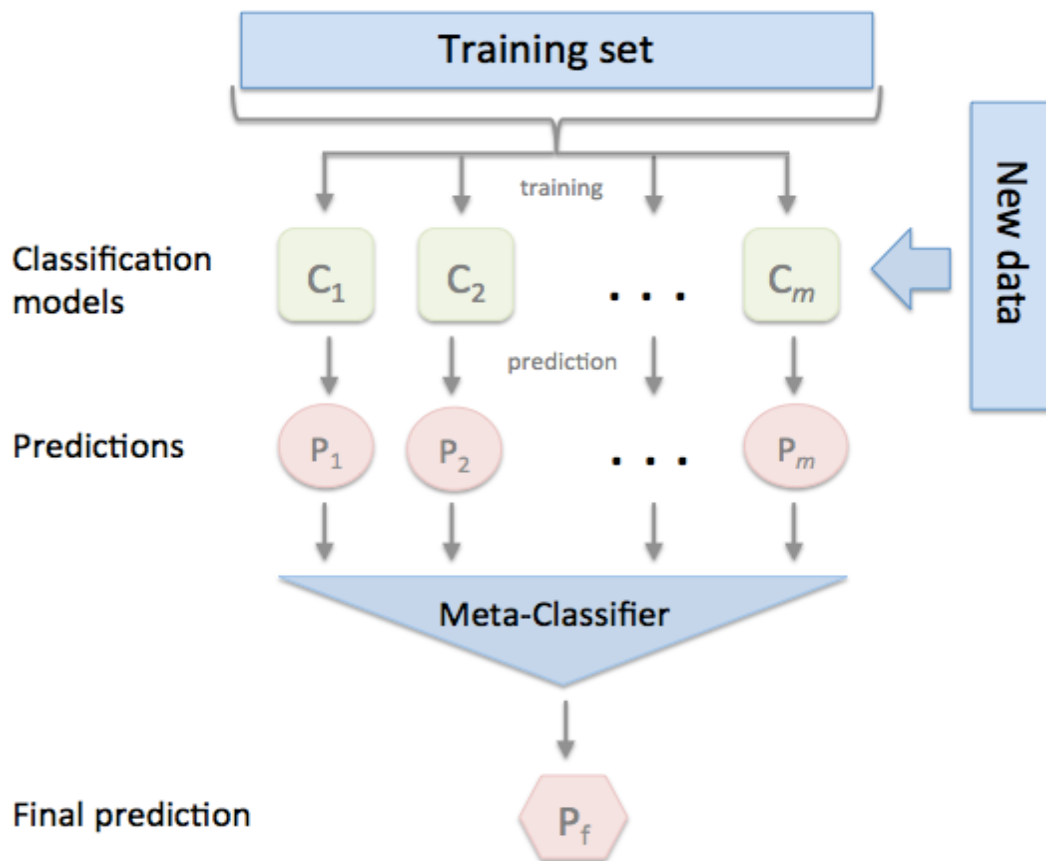 Training set
New data
training
Classification
models
C1
C2
. . .
Cm
prediction
Predictions
P1
P2
. . .
Pm
Meta-Classifier
Final prediction
Pf